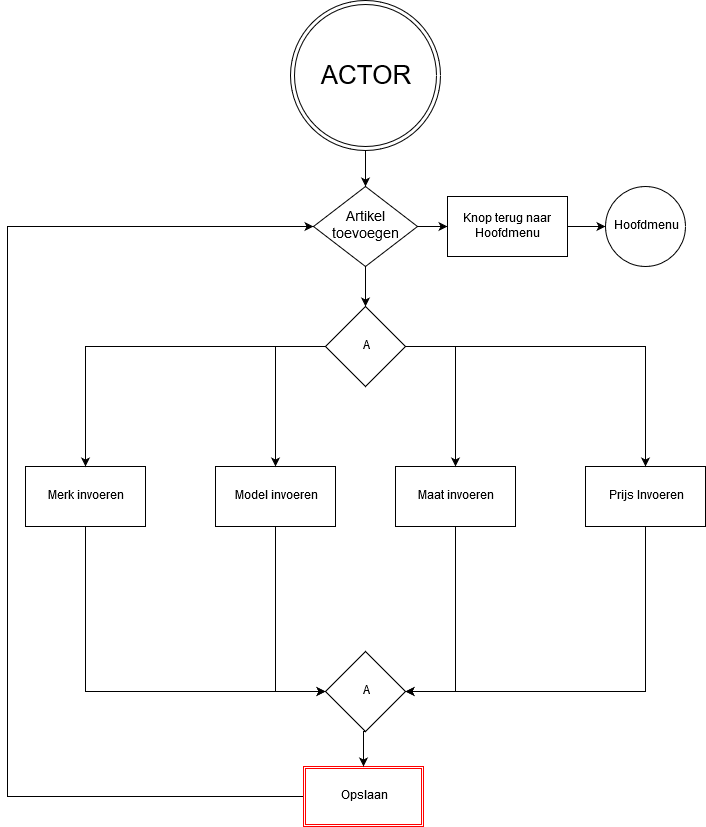 ACTOR
Artikel
toevoegen
Knop terug naar
Hoofdmenu
Hoofdmenu
A
Merk invoeren
Model invoeren
Maat invoeren
Prijs Invoeren
A
Opslaan